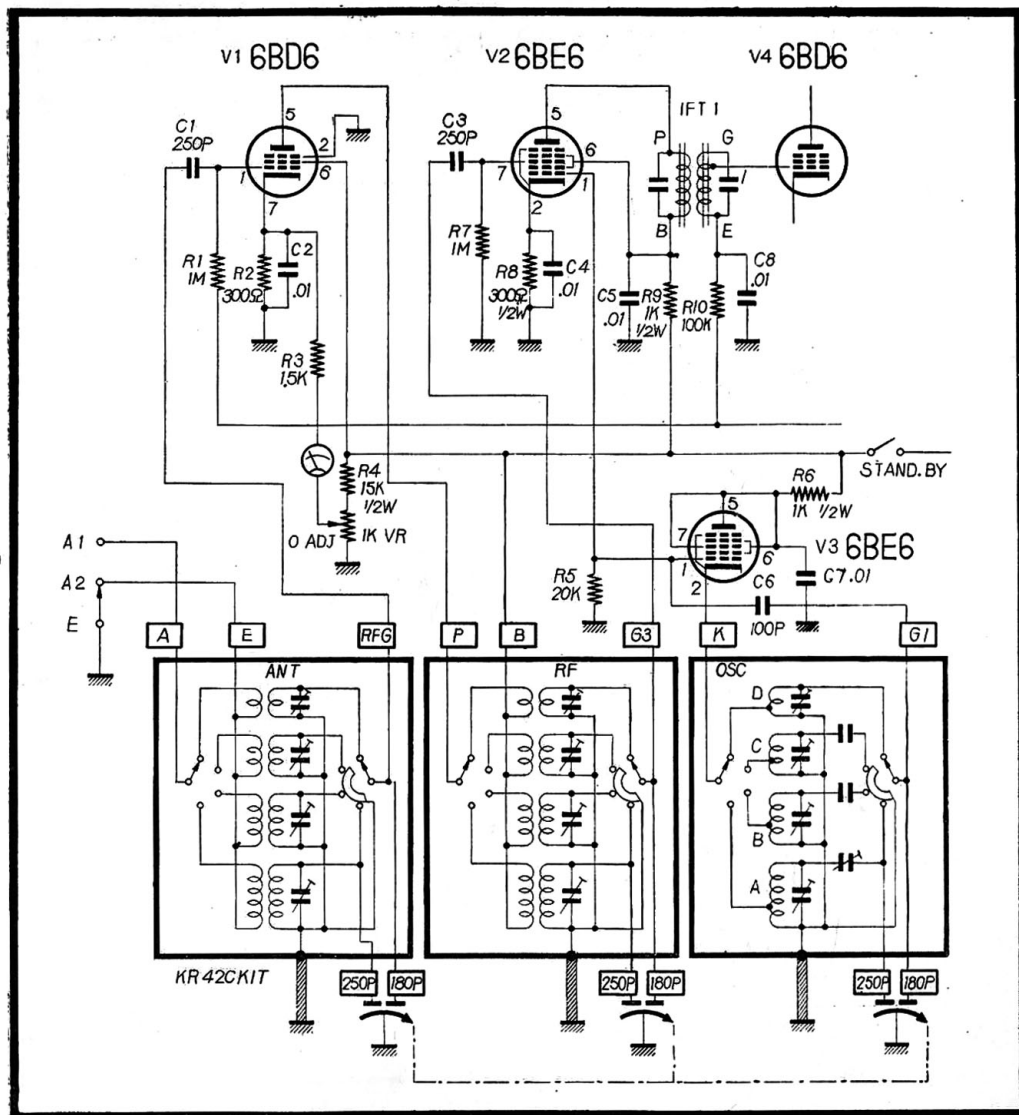 V1 6BD6
V2 6BE6
V4 6BD6
IFT 1
C1
250P
5
2
6
1
7
C3
250P
5
6
1
7
2
P
G
B
E
R1
1M
R2
300Ω
C2
.01
R3
1.5K
R7
1M
R8
300Ω
1/2W
C4
.01
C5
.01
R9
1K
1/2W
R10
100K
C8
.01
R4
15K
1/2W
0 ADJ
1K VR
STAND.BY
R6
1K 1/2W
5
7
1
6
2
V3 6BE6
R5
20K
C6
100P
C7 .01
A1
A2
E
A
E
RFG
P
B
G3
K
G1
ANT
RF
OSC
D
C
B
A
KR42CKIT
250P
180P
250P
180P
250P
180P